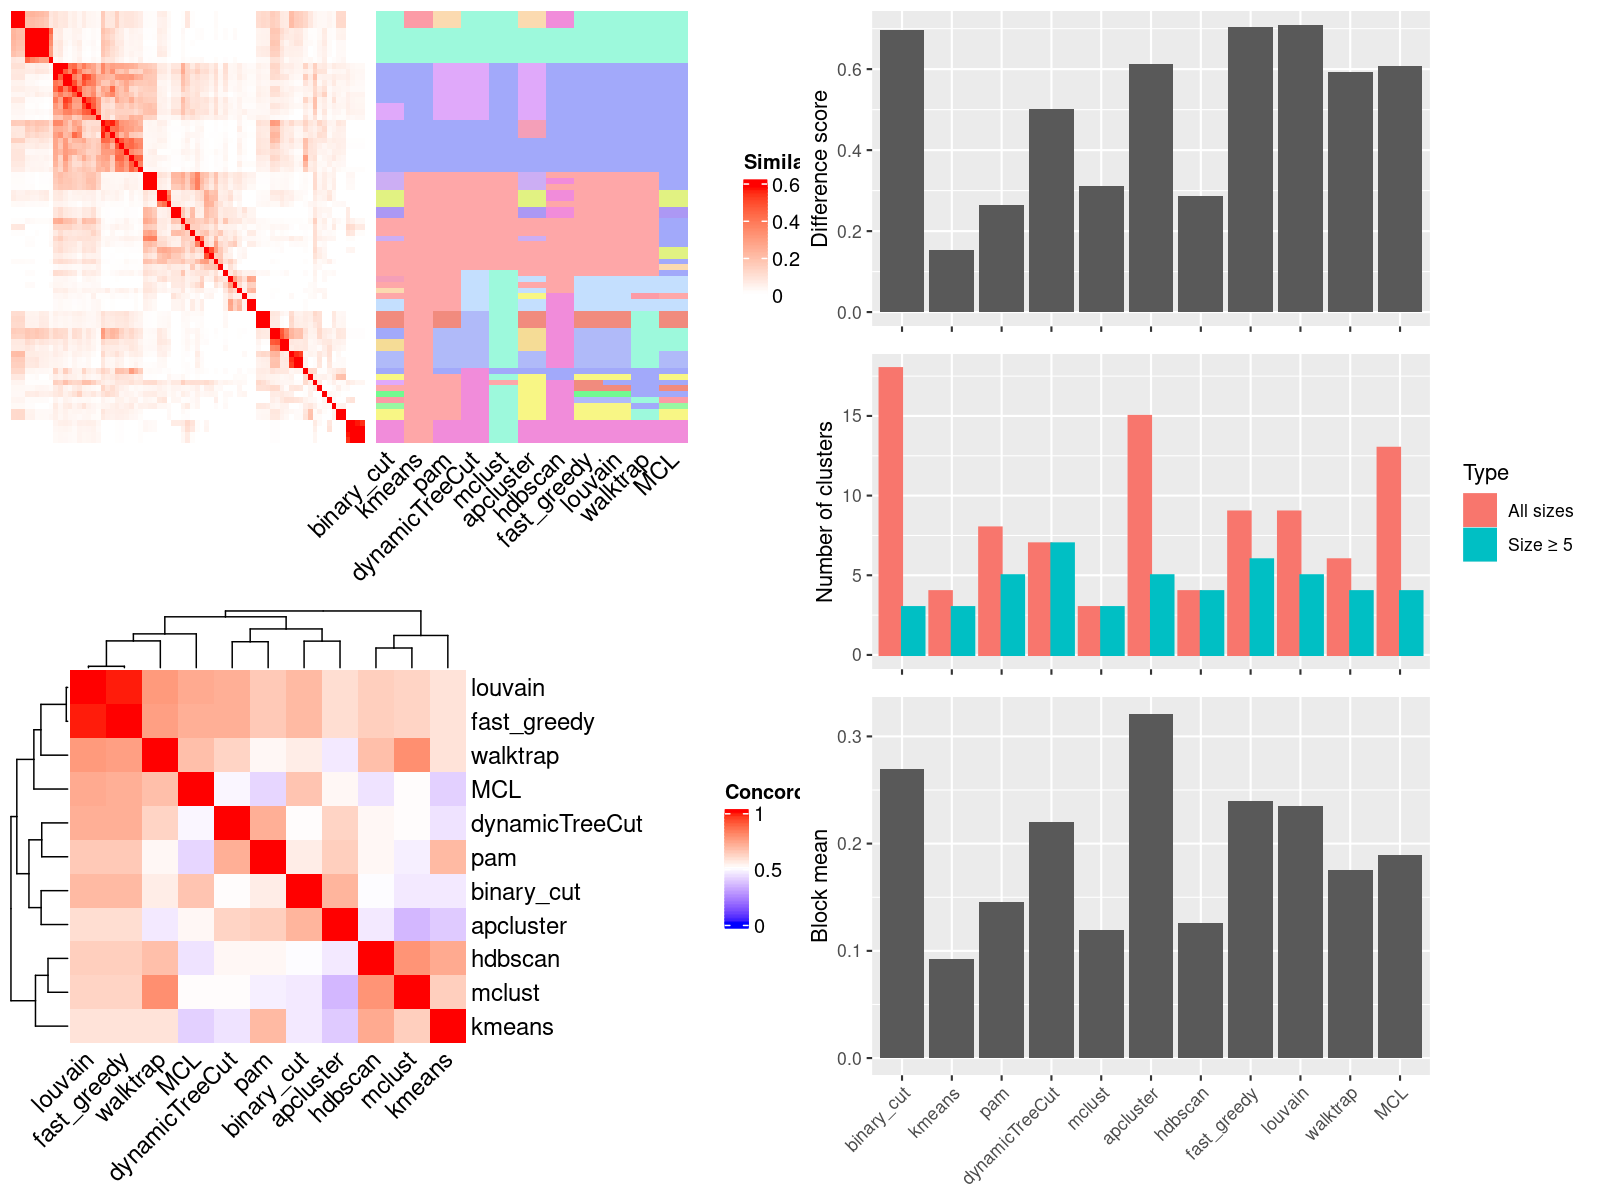 Simila
0.6
0.4
0.2
0
binary_cut
kmeans
pam
dynamicTreeCut
mclust
apcluster
hdbscan
fast_greedy
louvain
walktrap
MCL
louvain
fast_greedy
walktrap
MCL
dynamicTreeCut
pam
binary_cut
apcluster
hdbscan
mclust
kmeans
louvain
fast_greedy
walktrap
MCL
dynamicTreeCut
pam
binary_cut
apcluster
hdbscan
mclust
kmeans
Concord
1
0.5
0
Difference score
0.6
0.4
0.2
0.0
Number of clusters
15
10
5
0
Type
All sizes
Size ≥ 5
Block mean
0.3
0.2
0.1
0.0
binary_cut
kmeans
pam
dynamicTreeCut
mclust
apcluster
hdbscan
fast_greedy
louvain
walktrap
MCL